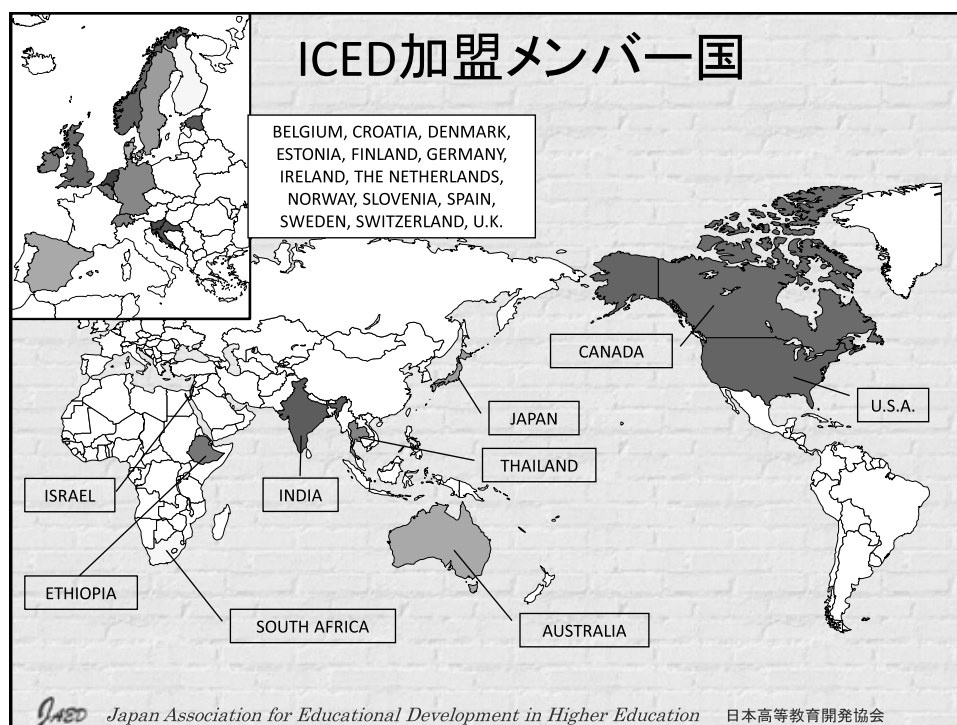 ICED加盟メンバー国
BELGIUM, CROATIA, DENMARK,
ESTONIA, FINLAND, GERMANY,
IRELAND, THE NETHERLANDS,
NORWAY, SLOVENIA, SPAIN,
SWEDEN, SWITZERLAND, U.K.
CANADA
U.S.A.
JAPAN
THAILAND
ISRAEL
INDIA
ETHIOPIA
SOUTH AFRICA
AUSTRALIA
JAED Japan Association for Educational Development in Higher Education 日本高等教育開発協会